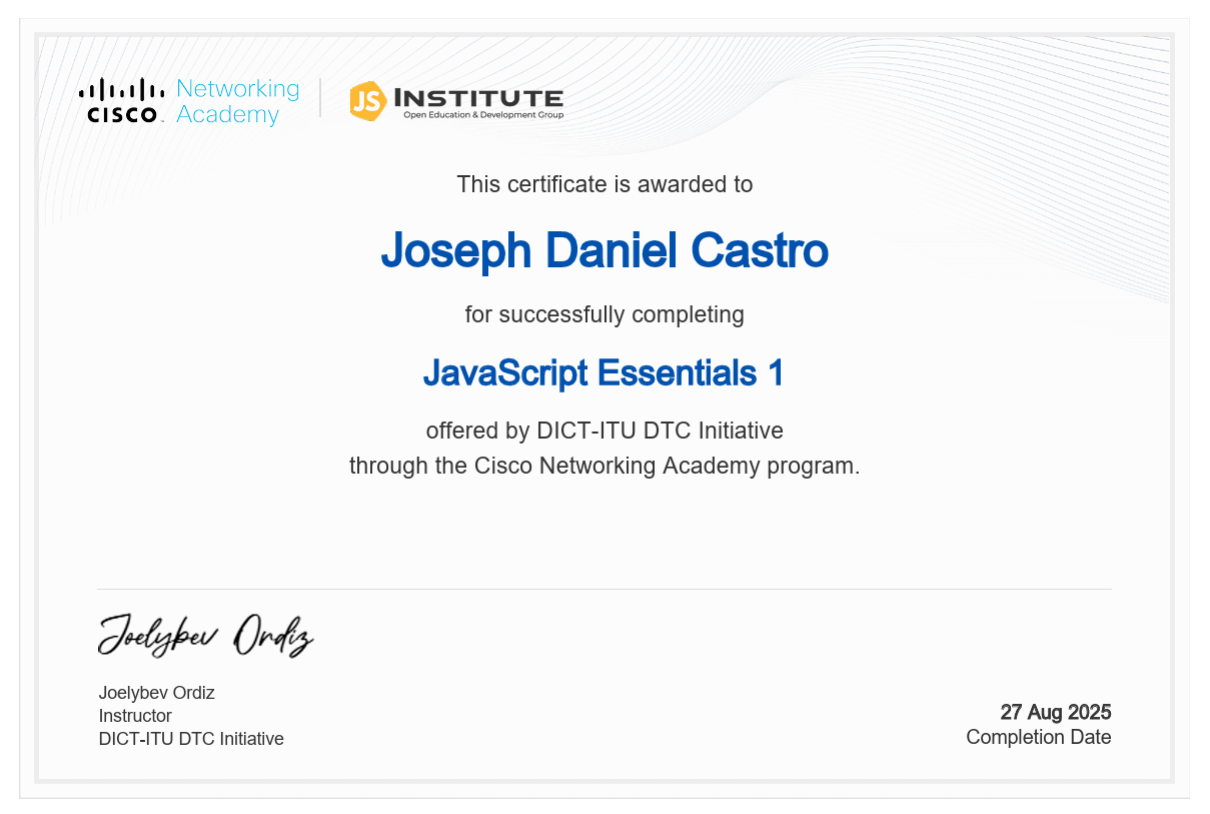 cisco Networking Academy
JS INSTITUTE
Open Education & Development Group
This certificate is awarded to
Joseph Daniel Castro
for successfully completing
JavaScript Essentials 1
offered by DICT-ITU DTC Initiative
through the Cisco Networking Academy program.
Joelybev Ordiz
Joelybev Ordiz
Instructor
DICT-ITU DTC Initiative
27 Aug 2025
Completion Date